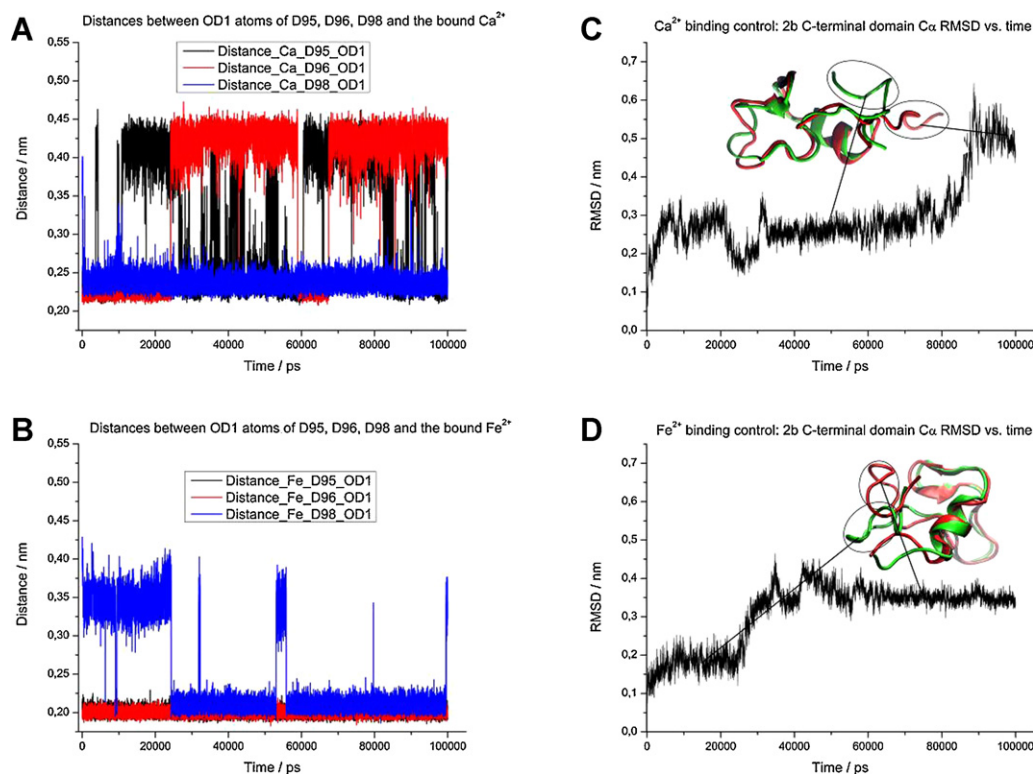 A
Distances between OD1 atoms of D95, D96, D98 and the bound Ca²⁺
0,55
0,50
0,45
0,40
0,35
0,30
0,25
0,20
Distance / nm
Distance_Ca_D95_OD1
Distance_Ca_D96_OD1
Distance_Ca_D98_OD1
0
20000
40000
60000
80000
100000
Time / ps
C
Ca²⁺ binding control: 2b C-terminal domain Cα RMSD vs. time
0,7
0,6
0,5
0,4
0,3
0,2
0,1
0,0
RMSD / nm
0
20000
40000
60000
80000
100000
Time / ps
B
Distances between OD1 atoms of D95, D96, D98 and the bound Fe²⁺
0,55
0,50
0,45
0,40
0,35
0,30
0,25
0,20
Distance / nm
Distance_Fe_D95_OD1
Distance_Fe_D96_OD1
Distance_Fe_D98_OD1
0
20000
40000
60000
80000
100000
Time / ps
D
Fe²⁺ binding control: 2b C-terminal domain Cα RMSD vs. time
0,7
0,6
0,5
0,4
0,3
0,2
0,1
0,0
RMSD / nm
0
20000
40000
60000
80000
100000
Time / ps